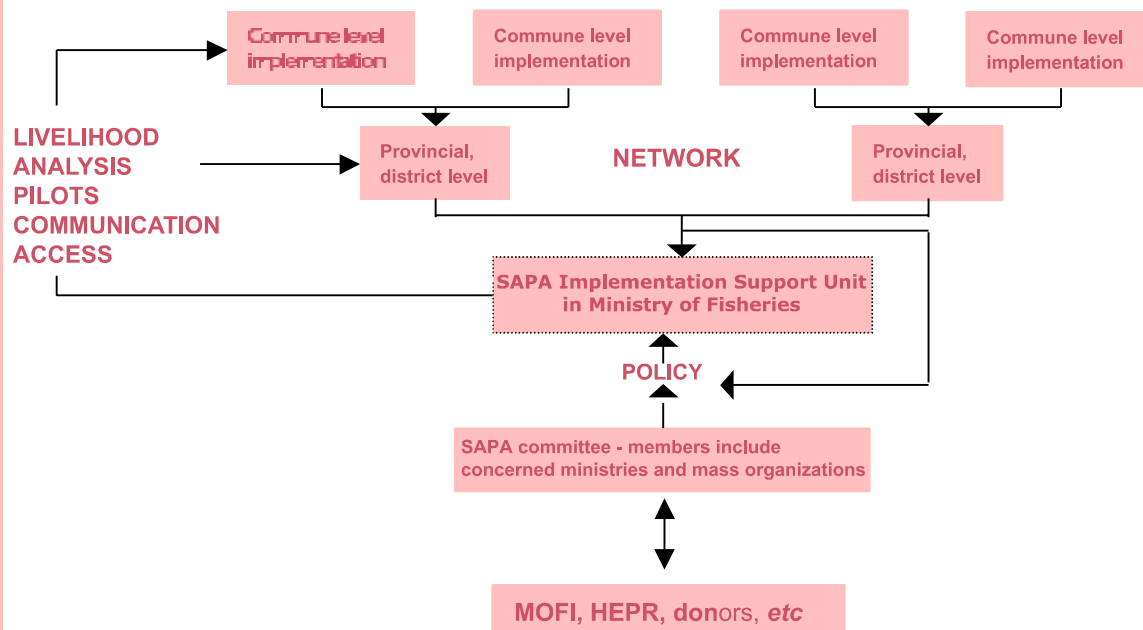 Commune level
implementation
Commune level
implementation
Commune level
implementation
Commune level
implementation
LIVELIHOOD
ANALYSIS
PILOTS
COMMUNICATION
ACCESS
Provincial,
district level
NETWORK
Provincial,
district level
SAPA Implementation Support Unit
in Ministry of Fisheries
POLICY
SAPA committee - members include
concerned ministries and mass organizations
MOFI, HEPR, donors, etc